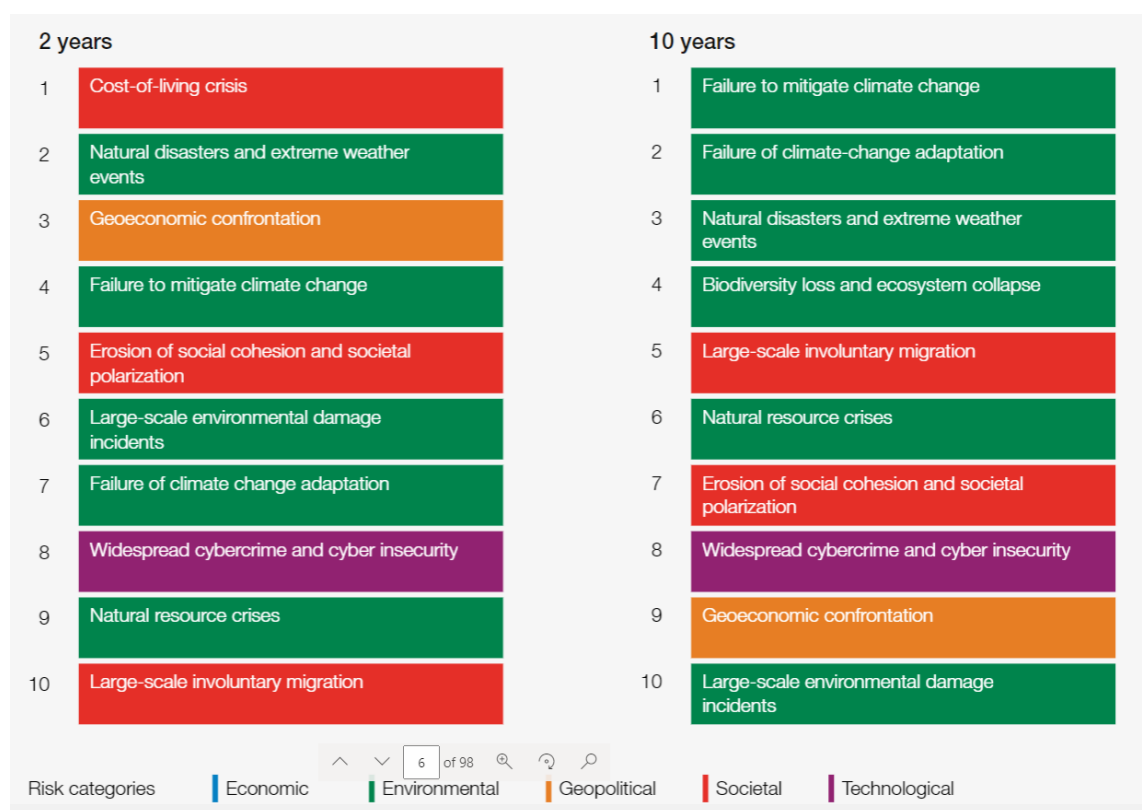 2 years
1
Cost-of-living crisis
2
Natural disasters and extreme weather
events
3
Geoeconomic confrontation
4
Failure to mitigate climate change
5
Erosion of social cohesion and societal
polarization
6
Large-scale environmental damage
incidents
7
Failure of climate change adaptation
8
Widespread cybercrime and cyber insecurity
9
Natural resource crises
10
Large-scale involuntary migration
10 years
1
Failure to mitigate climate change
2
Failure of climate-change adaptation
3
Natural disasters and extreme weather
events
4
Biodiversity loss and ecosystem collapse
5
Large-scale involuntary migration
6
Natural resource crises
7
Erosion of social cohesion and societal
polarization
8
Widespread cybercrime and cyber insecurity
9
Geoeconomic confrontation
10
Large-scale environmental damage
incidents
6 of 98
Risk categories Economic Environmental Geopolitical Societal Technological